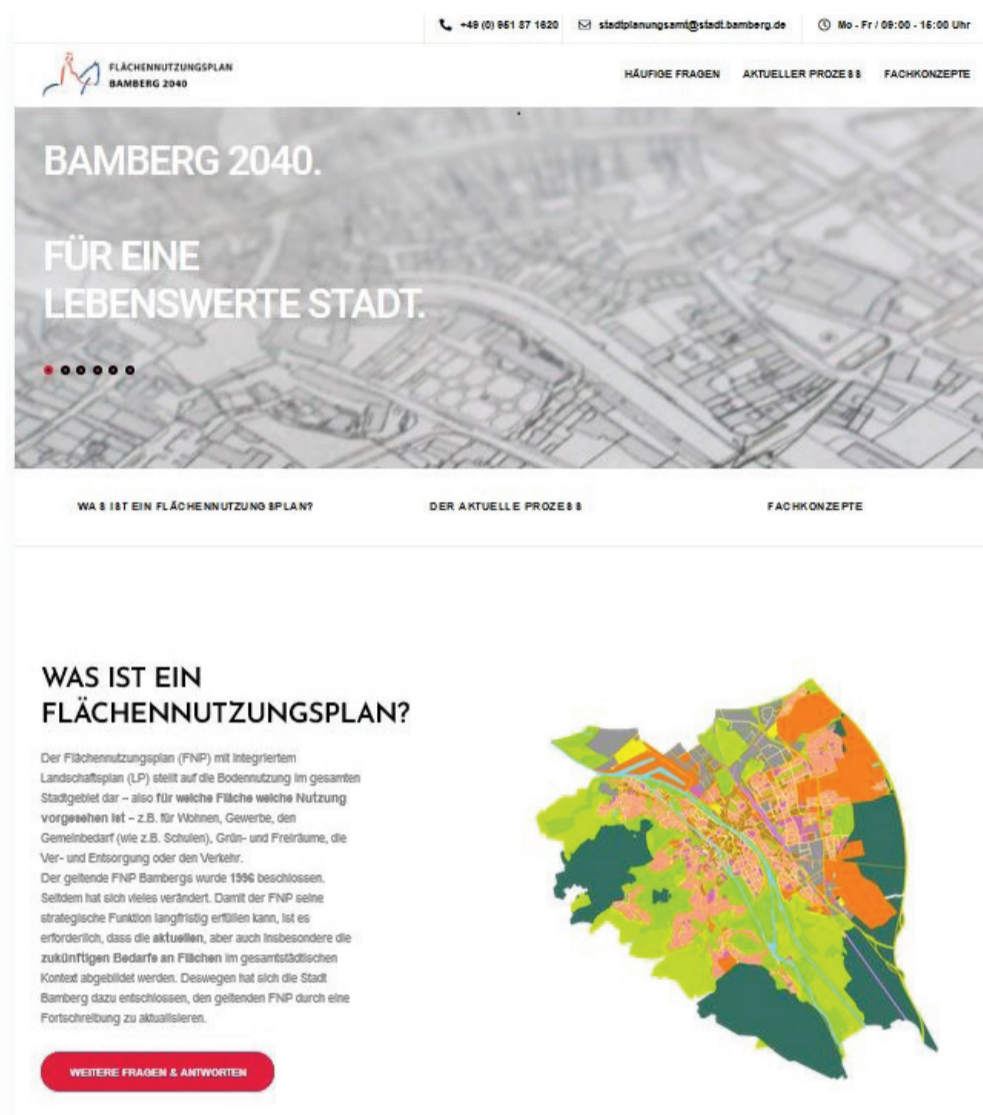 +49 (0) 951 87 1620
stadtplanungsamt@stadt.bamberg.de
Mo - Fr / 09:00 - 15:00 Uhr
FLÄCHENNUTZUNGSPLAN
BAMBERG 2040
HÄUFIGE FRAGEN
AKTUELLER PROZESS
FACHKONZEPTE
BAMBERG 2040.
FÜR EINE
LEBENSWERTE STADT.
WAS IST EIN FLÄCHENNUTZUNGSPLAN?
DER AKTUELLE PROZESS
FACHKONZEPTE
WAS IST EIN
FLÄCHENNUTZUNGSPLAN?
Der Flächennutzungsplan (FNP) mit integriertem
Landschaftsplan (LP) stellt auf die Bodennutzung im gesamten
Stadtgebiet dar – also für welche Fläche welche Nutzung
vorgesehen ist – z.B. für Wohnen, Gewerbe, den
Gemeinbedarf (wie z.B. Schulen), Grün- und Freiräume, die
Ver- und Entsorgung oder den Verkehr.
Der geltende FNP Bambergs wurde 1996 beschlossen.
Seitdem hat sich vieles verändert. Damit der FNP seine
strategische Funktion langfristig erfüllen kann, ist es
erforderlich, dass die aktuellen, aber auch insbesondere die
zukünftigen Bedarfe an Flächen im gesamtstädtischen
Kontext abgebildet werden. Deswegen hat sich die Stadt
Bamberg dazu entschlossen, den geltenden FNP durch eine
Fortschreibung zu aktualisieren.
WEITERE FRAGEN & ANTWORTEN